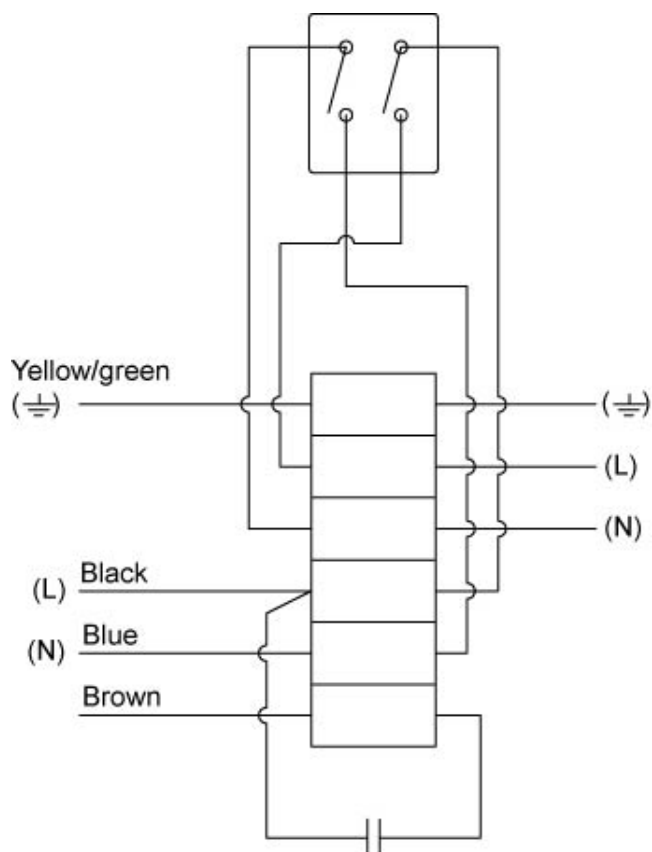 Yellow/green
(⏚) (⏚)
(L)
(N)
(L) Black
(N) Blue
Brown